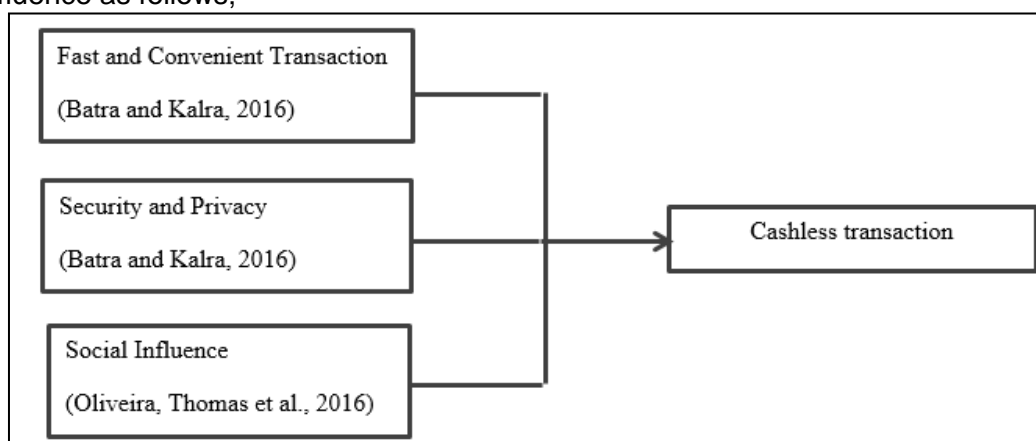 as follows;
Fast and Convenient Transaction
(Batra and Kalra, 2016)
Security and Privacy
(Batra and Kalra, 2016)
Cashless transaction
Social Influence
(Oliveira, Thomas et al., 2016)